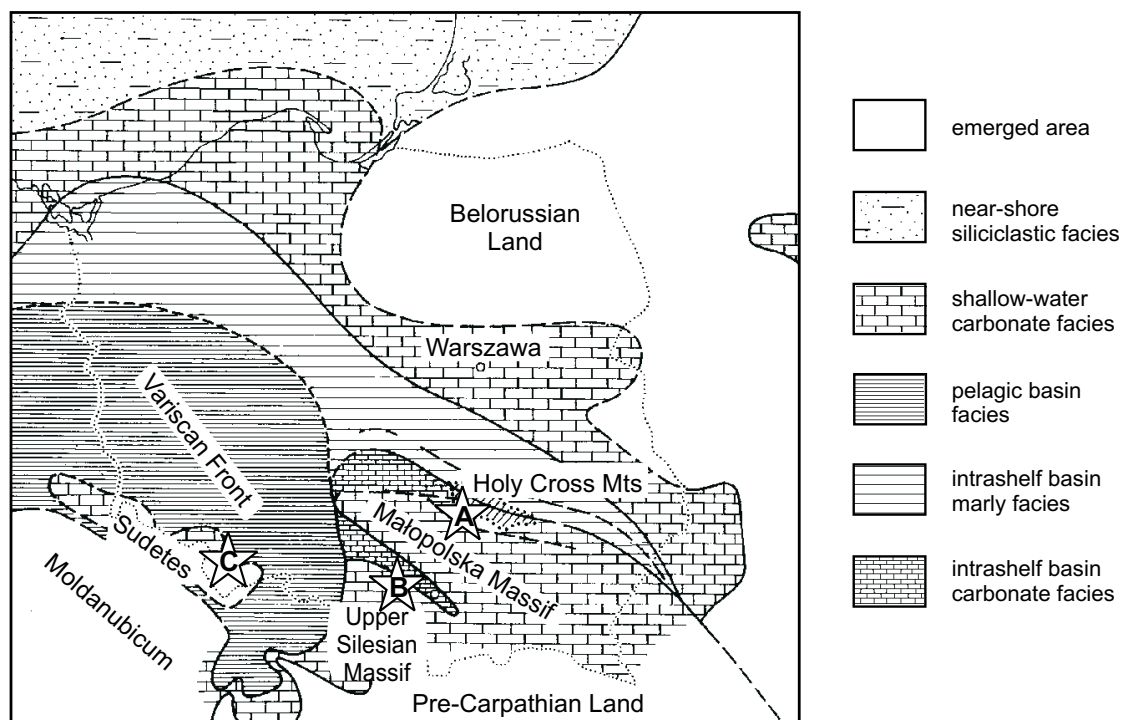 Belorussian
Land
Warszawa
Variscan Front
Holy Cross Mts
A
Małopolska Massif
Sudetes
C
B
Moldanubicum
Upper
Silesian
Massif
Pre-Carpathian Land
emerged area
near-shore
siliciclastic facies
shallow-water
carbonate facies
pelagic basin
facies
intrashelf basin
marly facies
intrashelf basin
carbonate facies